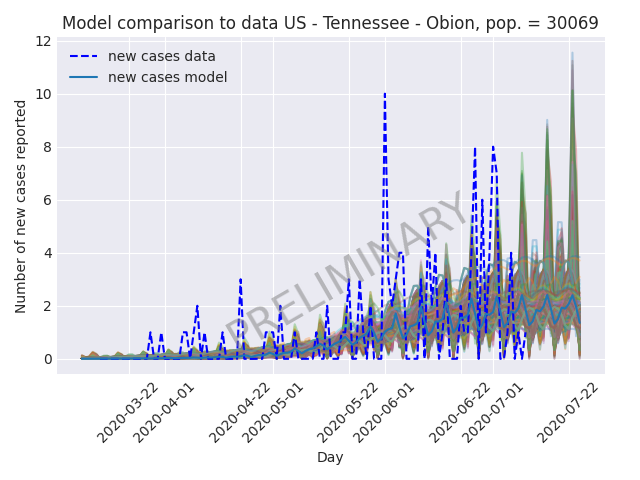 Model comparison to data US - Tennessee - Obion, pop. = 30069
12
10
8
6
4
2
0
Number of new cases reported
new cases data
new cases model
PRELIMINARY
2020-03-22
2020-04-01
2020-04-22
2020-05-01
2020-05-22
2020-06-01
2020-06-22
2020-07-01
2020-07-22
Day